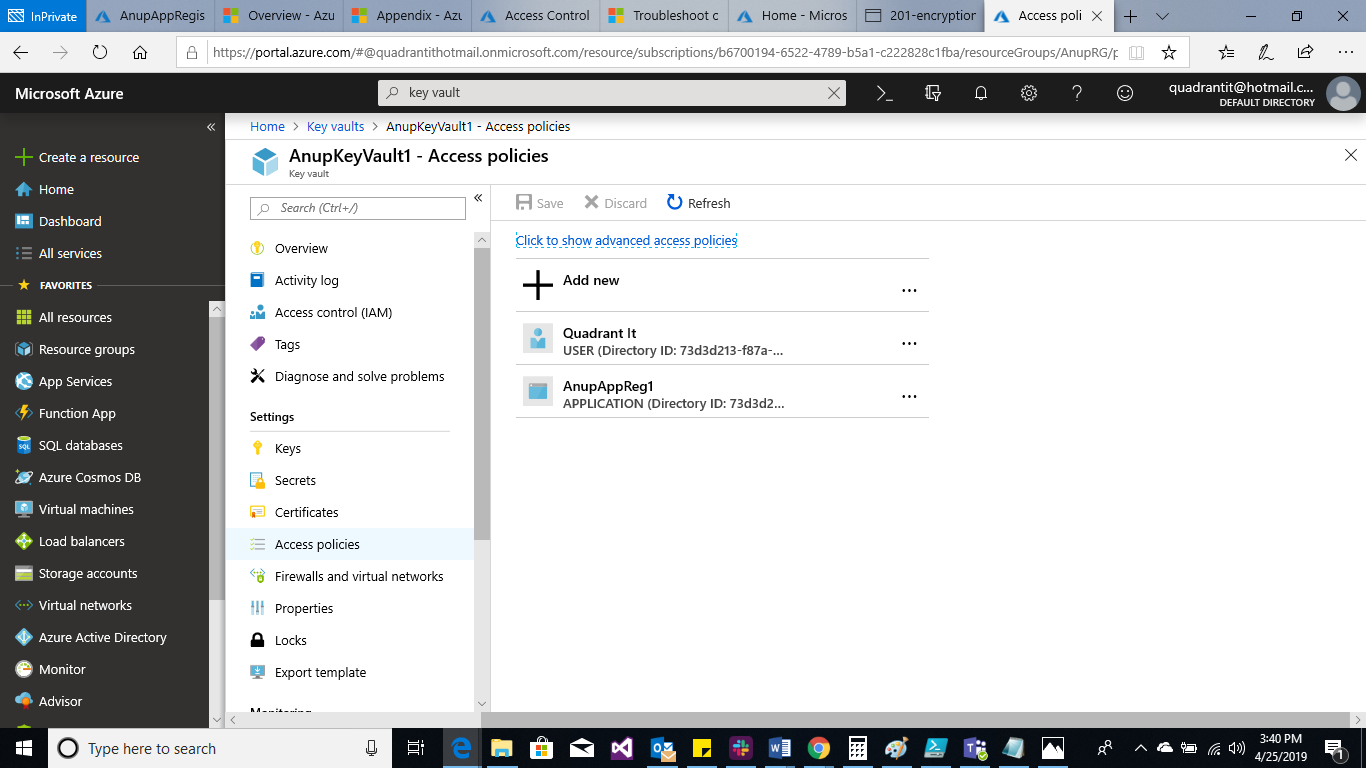 InPrivate
AnupAppRegis
Overview - Azu
Appendix - Azu
Access Control
Troubleshoot c
Home - Micros
201-encryption
Access poli
https://portal.azure.com/#@quadrantithotmail.onmicrosoft.com/resource/subscriptions/b6700194-6522-4789-b5a1-c222828c1fba/resourceGroups/AnupRG/p
Microsoft Azure
key vault
quadrantit@hotmail.c...
DEFAULT DIRECTORY
Create a resource
Home
Dashboard
All services
FAVORITES
All resources
Resource groups
App Services
Function App
SQL databases
Azure Cosmos DB
Virtual machines
Load balancers
Storage accounts
Virtual networks
Azure Active Directory
Monitor
Advisor
Home > Key vaults > AnupKeyVault1 - Access policies
AnupKeyVault1 - Access policies
Key vault
Search (Ctrl+/)
Overview
Activity log
Access control (IAM)
Tags
Diagnose and solve problems
Settings
Keys
Secrets
Certificates
Access policies
Firewalls and virtual networks
Properties
Locks
Export template
Monitoring
Save
Discard
Refresh
Click to show advanced access policies
Add new
Quadrant It
USER (Directory ID: 73d3d213-f87a-...
AnupAppReg1
APPLICATION (Directory ID: 73d3d2...
Type here to search
3:40 PM
4/25/2019
1